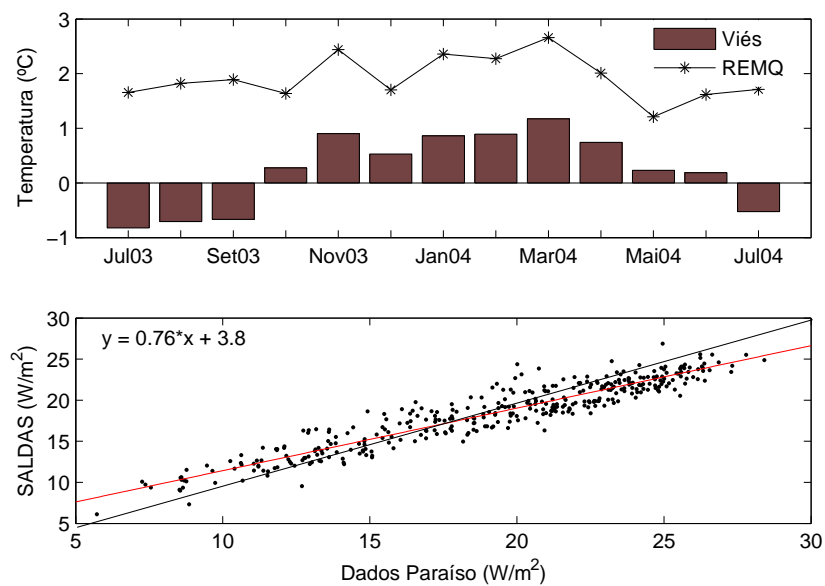 3
2
1
0
−1
Temperatura (ºC)
Viés
REMQ
Jul03 Set03 Nov03 Jan04 Mar04 Mai04 Jul04
30
25
20
15
10
5
SALDAS (W/m²)
y = 0.76*x + 3.8
5 10 15 20 25 30
Dados Paraíso (W/m²)